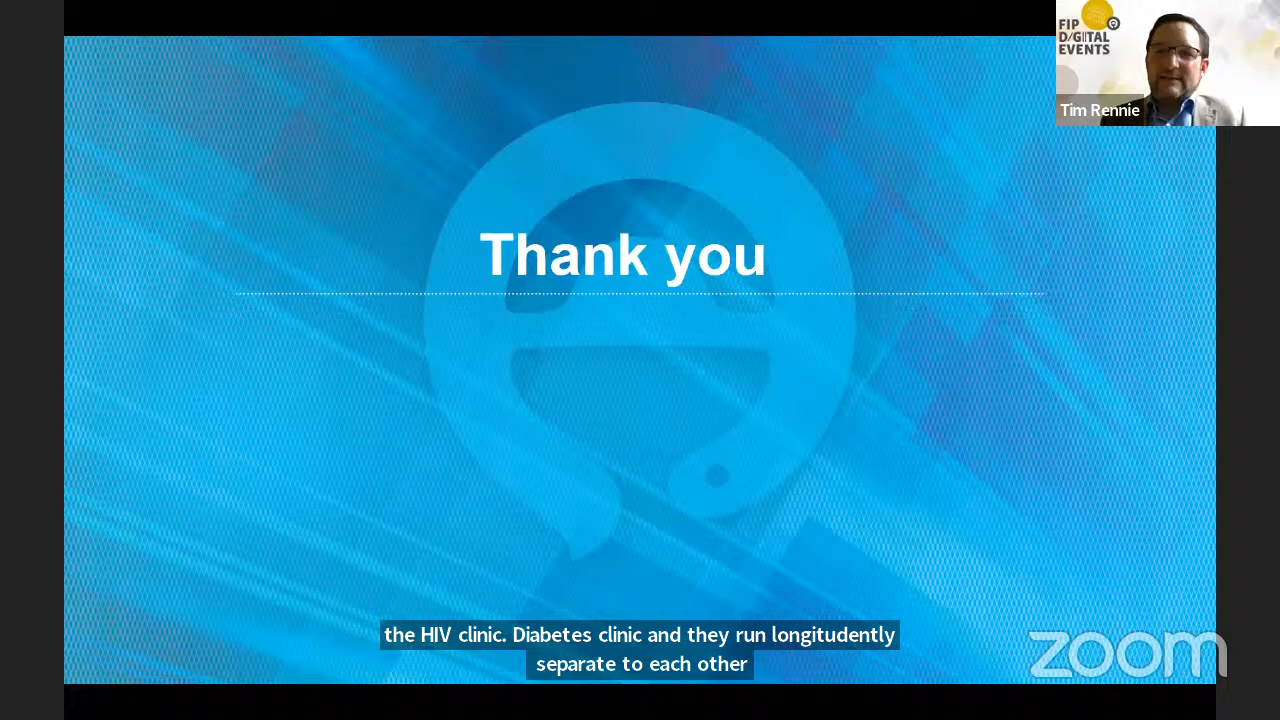 FIP
D/GITAL
EVENTS
Tim Rennie
Thank you
the HIV clinic. Diabetes clinic and they run longitudently
separate to each other
zoom